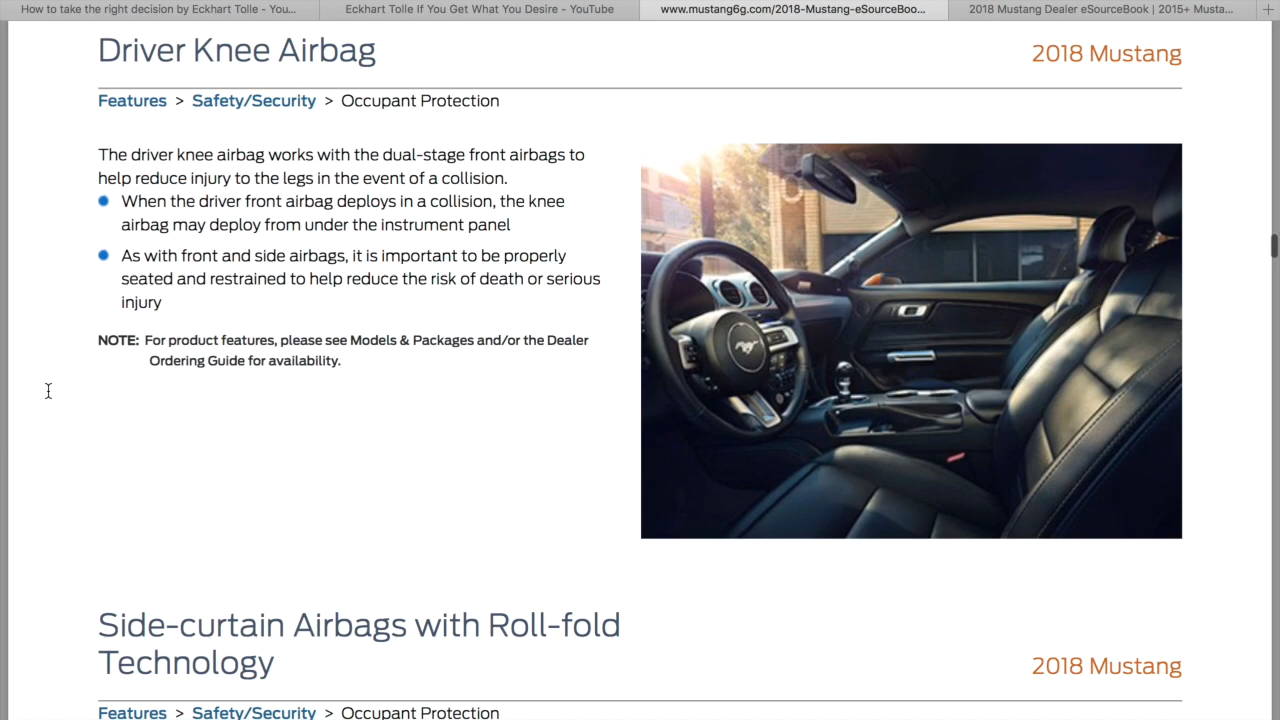 How to take the right decision by Eckhart Tolle - You...
Eckhart Tolle If You Get What You Desire - YouTube
www.mustang6g.com/2018-Mustang-eSourceBoo...
2018 Mustang Dealer eSourceBook | 2015+ Musta...
Driver Knee Airbag
2018 Mustang
Features > Safety/Security > Occupant Protection
The driver knee airbag works with the dual-stage front airbags to
help reduce injury to the legs in the event of a collision.
When the driver front airbag deploys in a collision, the knee
airbag may deploy from under the instrument panel
As with front and side airbags, it is important to be properly
seated and restrained to help reduce the risk of death or serious
injury
NOTE: For product features, please see Models & Packages and/or the Dealer
Ordering Guide for availability.
Side-curtain Airbags with Roll-fold
Technology
2018 Mustang
Features > Safety/Security > Occupant Protection